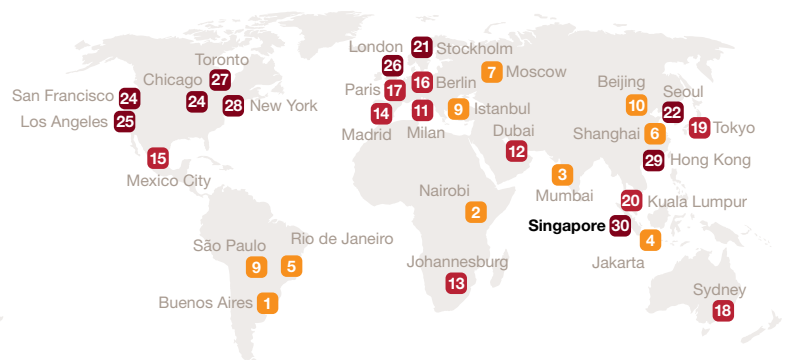 London 21 Stockholm
Toronto 26 7 Moscow
Chicago 27 Paris 17 16 Berlin Beijing Seoul
San Francisco 24 24 28 New York 14 11 9 Istanbul 10 22
Los Angeles 25 Madrid Milan Dubai Shanghai 6 19 Tokyo
15 12 29 Hong Kong
Mexico City 3
Mumbai
Nairobi 20 Kuala Lumpur
2 Singapore 30
São Paulo Rio de Janeiro 4
9 5 Johannesburg Jakarta
13 Sydney
Buenos Aires 1 18